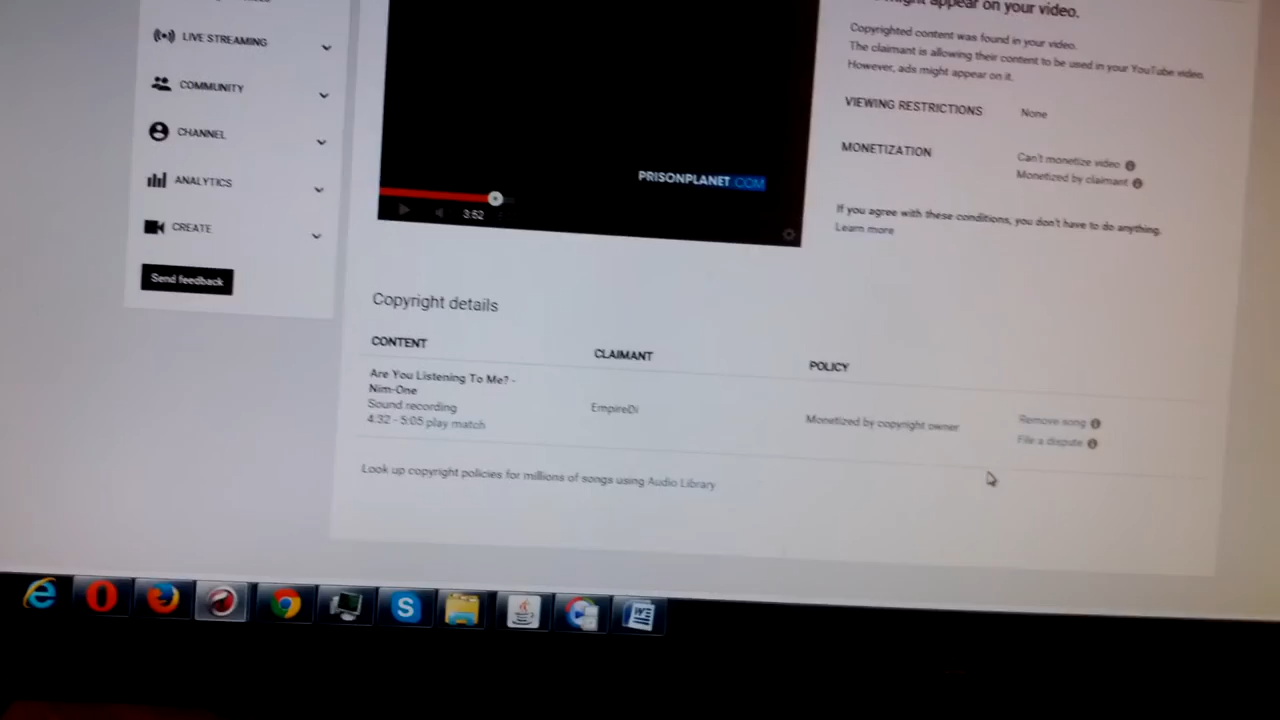 appear on your video.
Copyrighted content was found in your video.
The claimant is allowing their content to be used in your YouTube video.
However, ads might appear on it.
LIVE STREAMING
COMMUNITY
VIEWING RESTRICTIONS None
CHANNEL
MONETIZATION Can't monetize video
Monetized by claimant
ANALYTICS
PRISONPLANET.COM
3:52
CREATE
If you agree with these conditions, you don't have to do anything.
Learn more
Send feedback
Copyright details
CONTENT CLAIMANT POLICY
Are You Listening To Me? -
Nim-One
Sound recording
4:32 - 5:05 play match
EmpireDi
Monetized by copyright owner
Remove song
File a dispute
Look up copyright policies for millions of songs using Audio Library